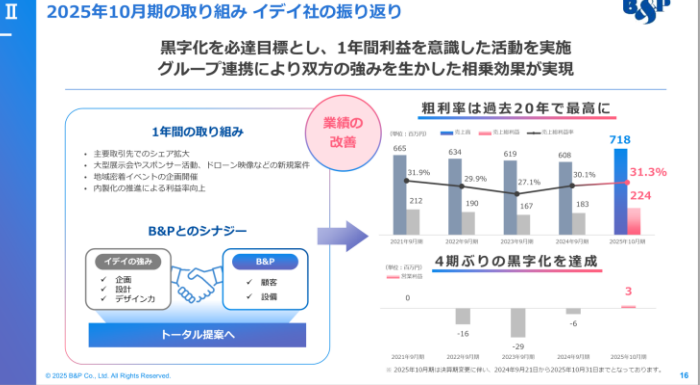 Ⅱ
2025年10月期の取り組み イデイ社の振り返り
B&P
黒字化を必達目標とし、1年間利益を意識した活動を実施
グループ連携により双方の強みを生かした相乗効果が実現
1年間の取り組み
• 主要取引先でのシェア拡大
• 大型展示会やスポンサー活動、ドローン映像などの新規案件
• 地域密着イベントの企画開催
• 内製化の推進による利益率向上
B&Pとのシナジー
イデイの強み
✓ 企画
✓ 設計
✓ デザイン力
B&P
✓ 顧客
✓ 設備
トータル提案へ
業績の
改善
粗利率は過去20年で最高に
(単位：百万円)
売上高 売上総利益 売上総利益率
665 634 619 608 718
31.9% 29.9% 27.1% 30.1% 31.3%
212 190 167 183 224
2021年9月期 2022年9月期 2023年9月期 2024年9月期 2025年10月期
4期ぶりの黒字化を達成
(単位：百万円)
営業利益
0 -16 -29 -6 3
2021年9月期 2022年9月期 2023年9月期 2024年9月期 2025年10月期
※ 2025年10月期は決算期変更に伴い、2024年9月21日から2025年10月31日までとなっております。
© 2025 B&P Co., Ltd. All Rights Reserved.
16